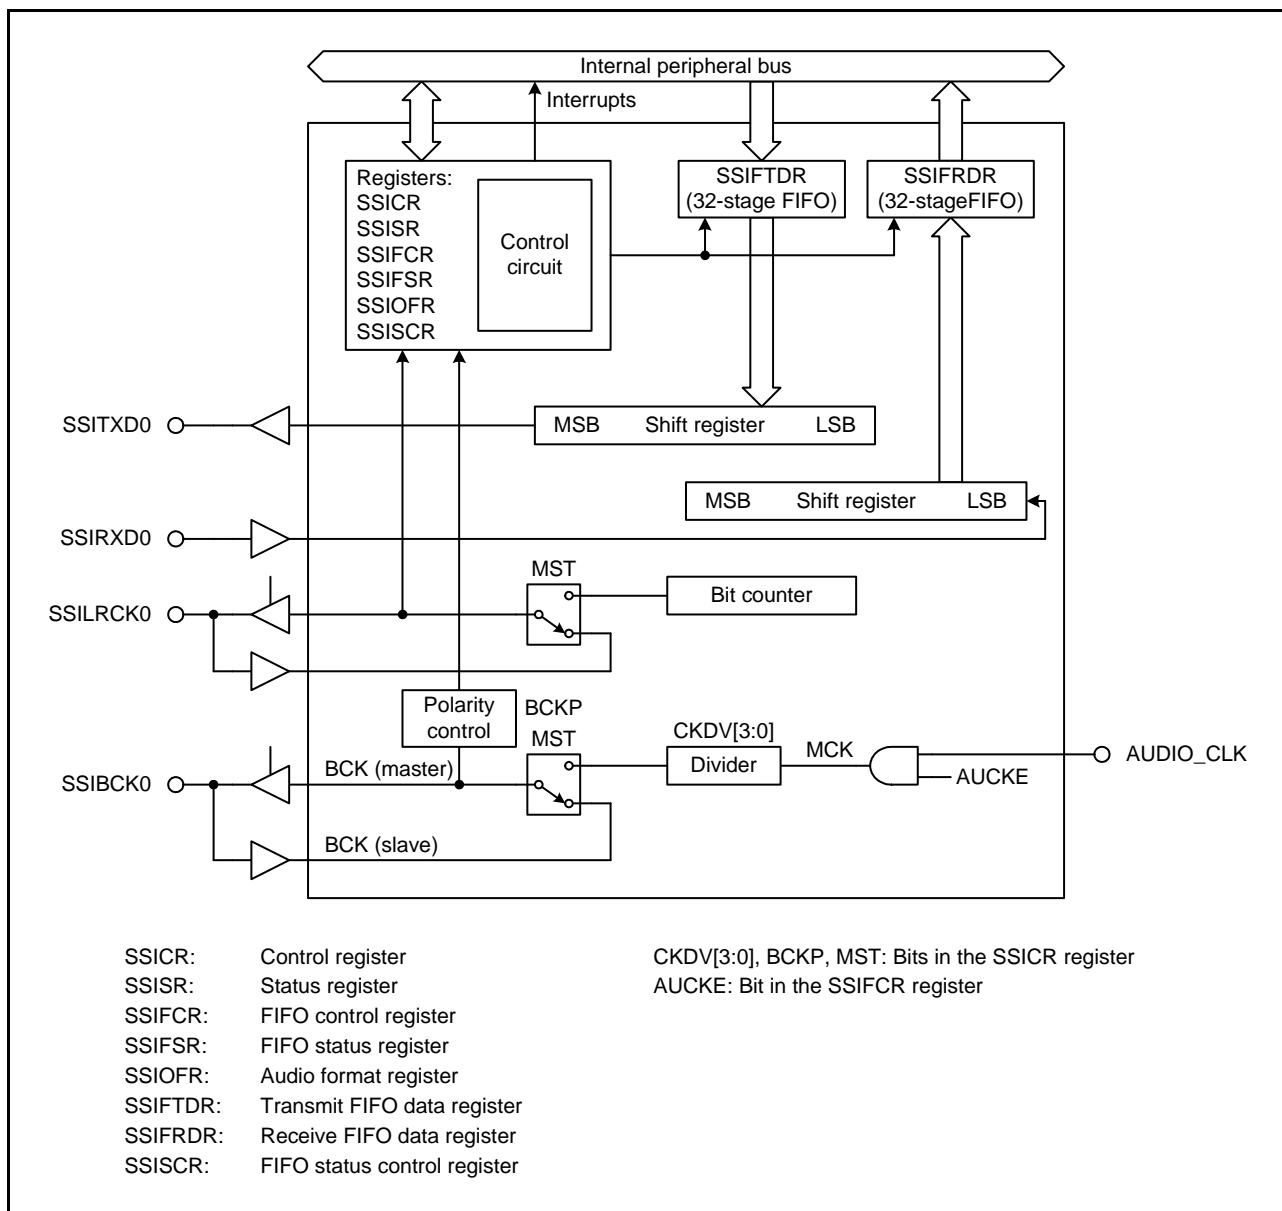 Internal peripheral bus
Interrupts
Registers:
SSICR
SSISR
SSIFCR
SSIFSR
SSIOFR
SSISCR
Control
circuit
SSIFTDR
(32-stage FIFO)
SSIFRDR
(32-stageFIFO)
SSITXD0
MSB Shift register LSB
MSB Shift register LSB
SSIRXD0
MST
SSILRCK0
Bit counter
Polarity
control
BCKP
MST
CKDV[3:0]
Divider
MCK
AUCKE
AUDIO_CLK
SSIBCK0
BCK (master)
BCK (slave)
SSICR: Control register
SSISR: Status register
SSIFCR: FIFO control register
SSIFSR: FIFO status register
SSIOFR: Audio format register
SSIFTDR: Transmit FIFO data register
SSIFRDR: Receive FIFO data register
SSISCR: FIFO status control register
CKDV[3:0], BCKP, MST: Bits in the SSICR register
AUCKE: Bit in the SSIFCR register